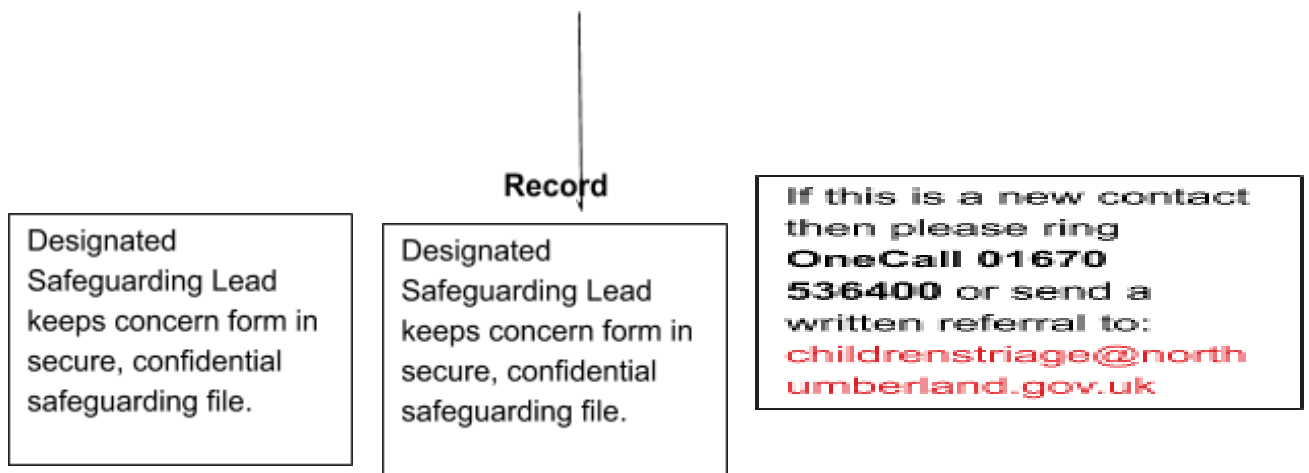 Record
Designated
Safeguarding Lead
keeps concern form in
secure, confidential
safeguarding file.
Designated
Safeguarding Lead
keeps concern form in
secure, confidential
safeguarding file.
If this is a new contact
then please ring
OneCall 01670
536400 or send a
written referral to:
childrenstriage@north
umberland.gov.uk